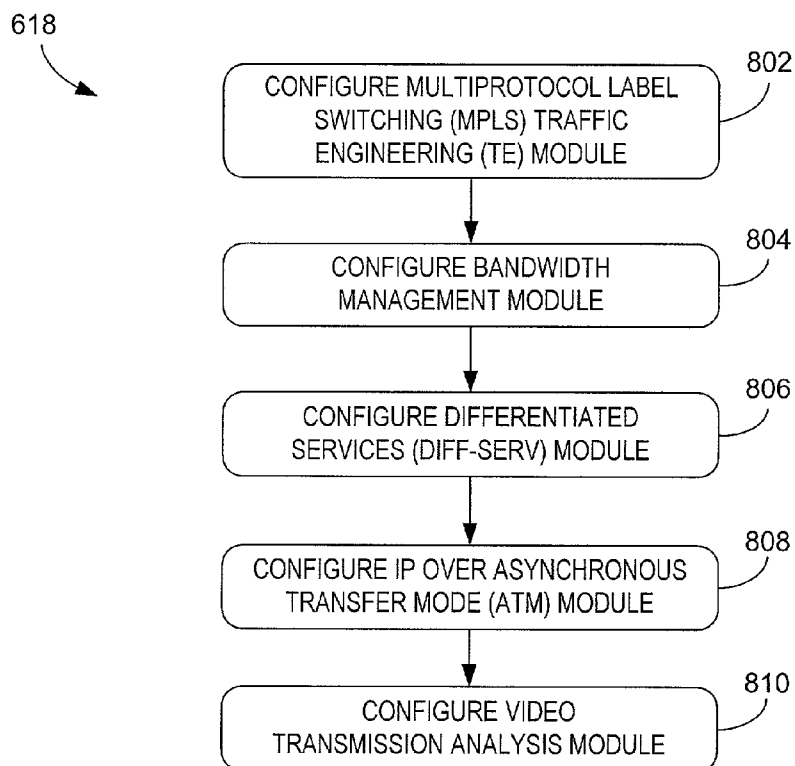 618
802
CONFIGURE MULTIPROTOCOL LABEL
SWITCHING (MPLS) TRAFFIC
ENGINEERING (TE) MODULE
804
CONFIGURE BANDWIDTH
MANAGEMENT MODULE
806
CONFIGURE DIFFERENTIATED
SERVICES (DIFF-SERV) MODULE
808
CONFIGURE IP OVER ASYNCHRONOUS
TRANSFER MODE (ATM) MODULE
810
CONFIGURE VIDEO
TRANSMISSION ANALYSIS MODULE